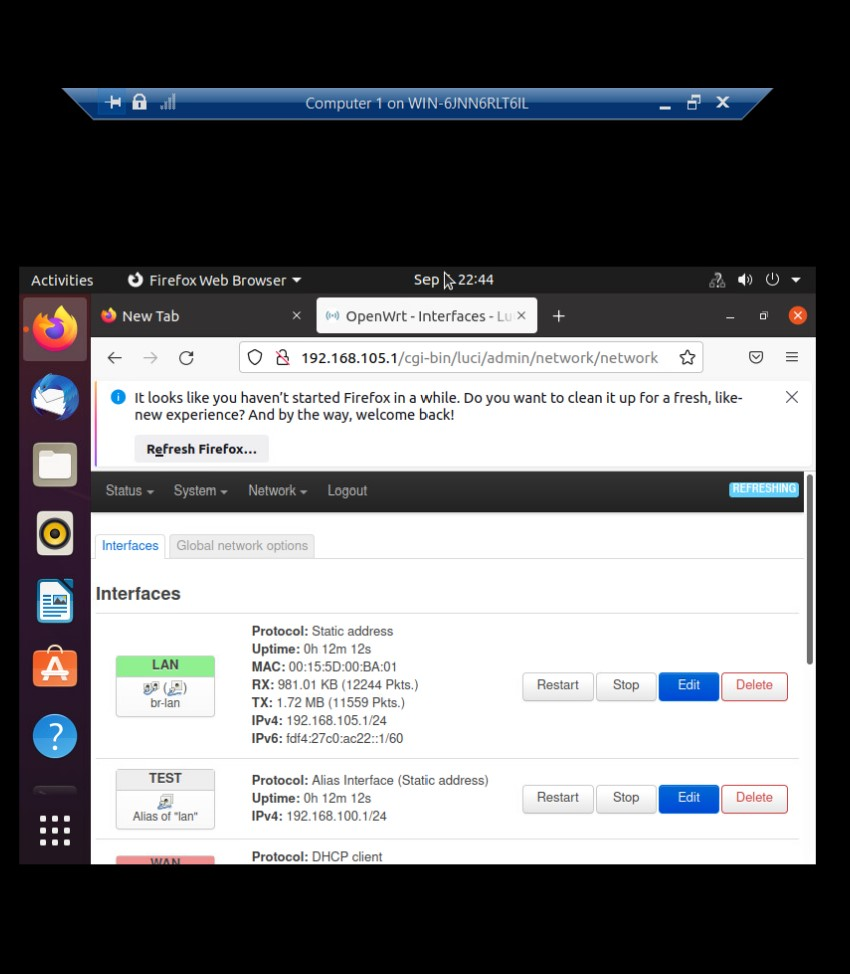 Computer 1 on WIN-6JNN6RLT6IL
Activities
Firefox Web Browser
Sep 22:44
New Tab
OpenWrt - Interfaces - Lu
192.168.105.1/cgi-bin/luci/admin/network/network
It looks like you haven't started Firefox in a while. Do you want to clean it up for a fresh, like-
new experience? And by the way, welcome back!
Refresh Firefox...
Status System Network Logout
REFRESHING
Interfaces Global network options
Interfaces
Protocol: Static address
Uptime: 0h 12m 12s
LAN
MAC: 00:15:5D:00:BA:01
RX: 981.01 KB (12244 Pkts.)
Restart Stop Edit Delete
br-lan
TX: 1.72 MB (11559 Pkts.)
IPv4: 192.168.105.1/24
IPv6: fdf4:27c0:ac22::1/60
TEST
Protocol: Alias Interface (Static address)
Uptime: 0h 12m 12s
Restart Stop Edit Delete
Alias of "lan"
IPv4: 192.168.100.1/24
WAN
Protocol: DHCP client